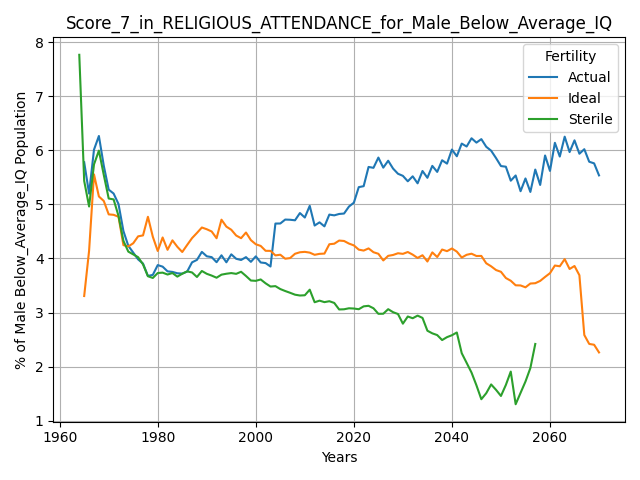 Score_7_in_RELIGIOUS_ATTENDANCE_for_Male_Below_Average_IQ
8
7
6
5
4
3
2
1
% of Male Below_Average_IQ Population
Fertility
Actual
Ideal
Sterile
1960
1980
2000
2020
2040
2060
Years